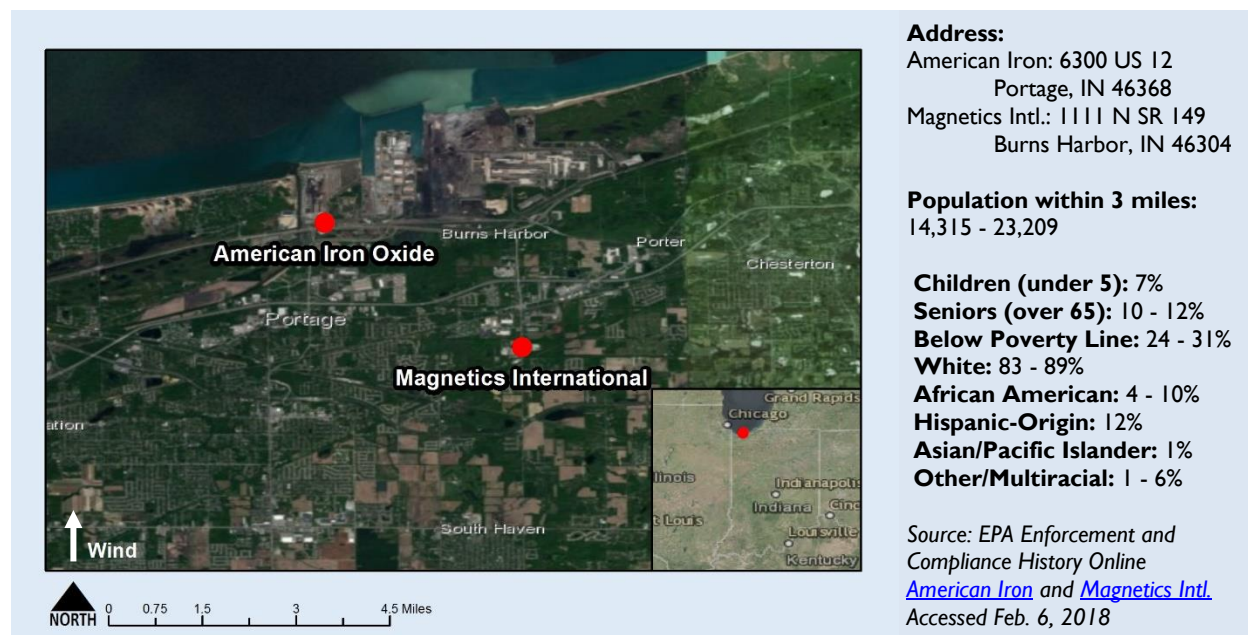 American Iron Oxide
Burns Harbor
Porter
Chesterton
Portage
Magnetics International
ation
South Haven
Wind
Grand Rapids
Chicago
llinois
Indianapolis
Indiana
Cinc
t Louis
Louisville
Kentucky
NORTH
0 0.75 1.5 3 4.5 Miles
Address:
American Iron: 6300 US 12
Portage, IN 46368
Magnetics Intl.: 1111 N SR 149
Burns Harbor, IN 46304
Population within 3 miles:
14,315 - 23,209
Children (under 5): 7%
Seniors (over 65): 10 - 12%
Below Poverty Line: 24 - 31%
White: 83 - 89%
African American: 4 - 10%
Hispanic-Origin: 12%
Asian/Pacific Islander: 1%
Other/Multiracial: 1 - 6%
Source: EPA Enforcement and
Compliance History Online
American Iron and Magnetics Intl.
Accessed Feb. 6, 2018